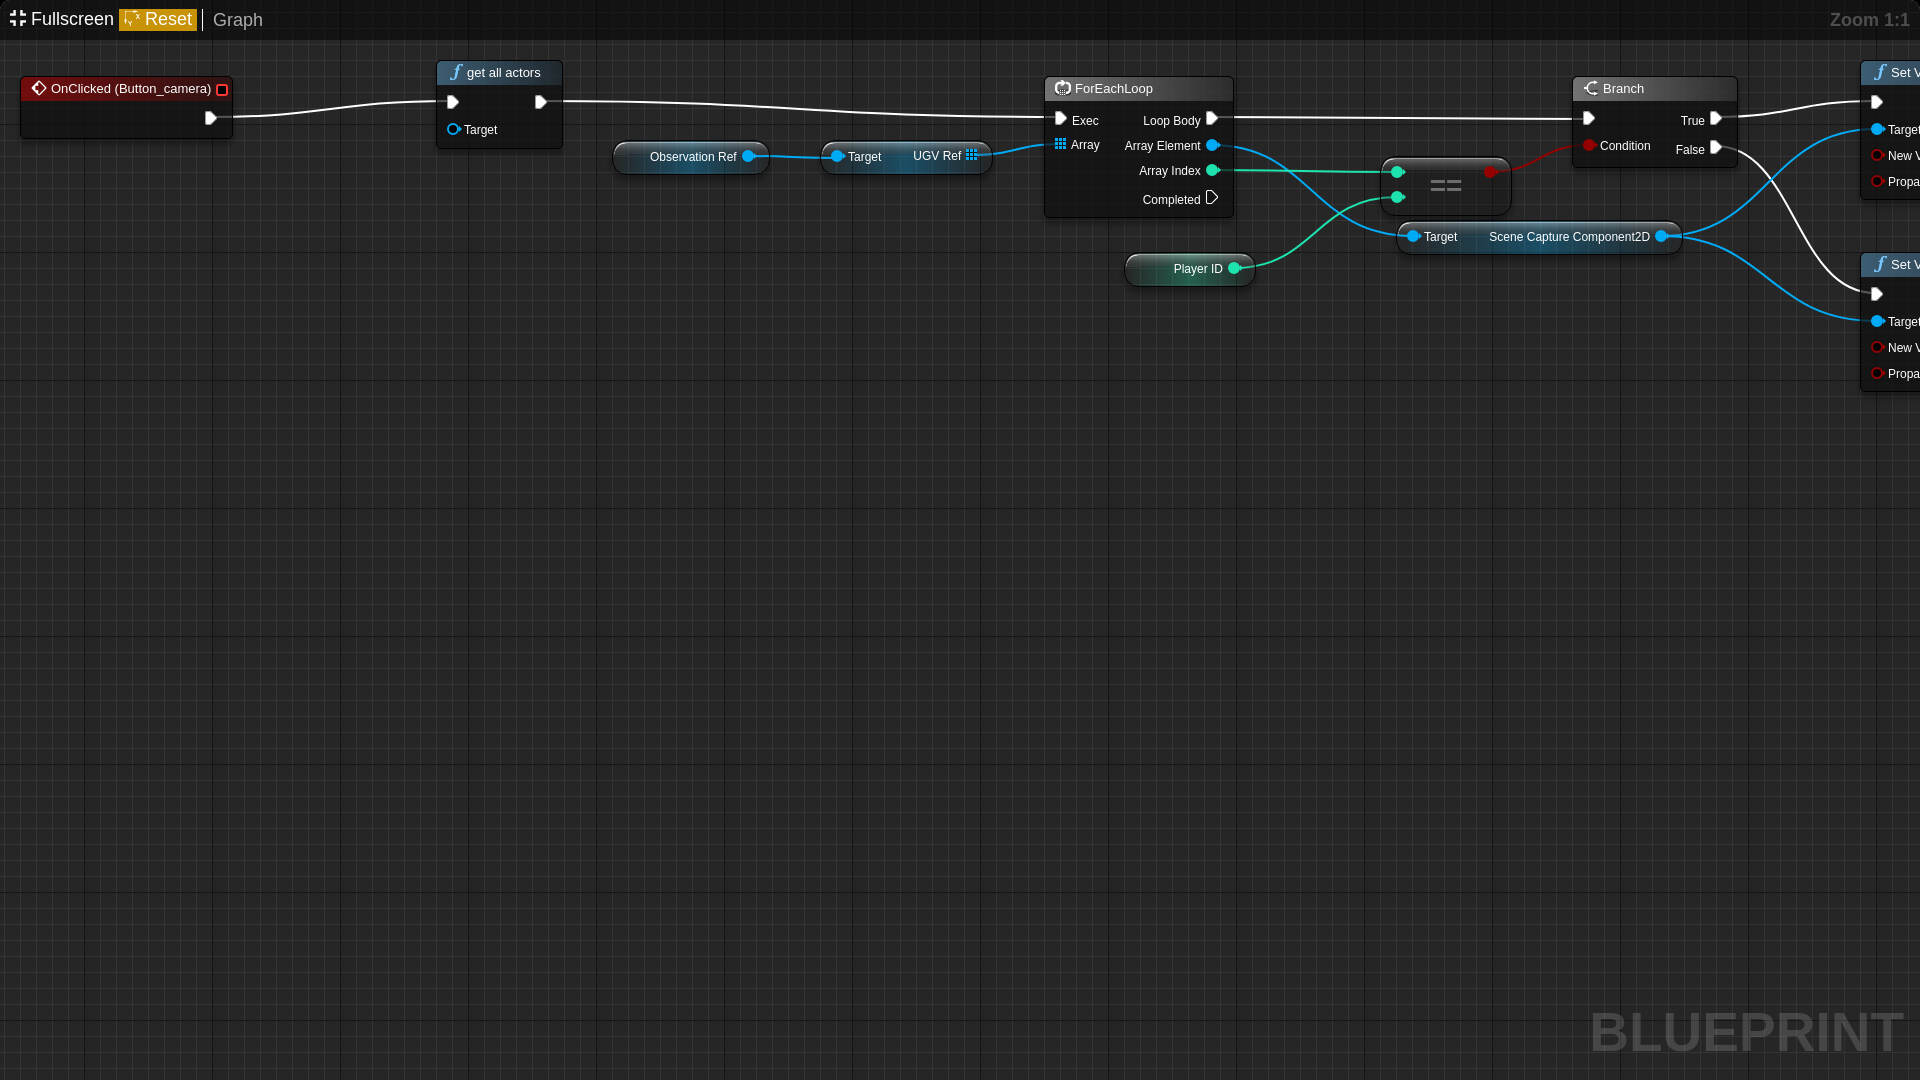 Fullscreen Reset Graph
Zoom 1:1
OnClicked (Button_camera)
get all actors
Target
Observation Ref
Target UGV Ref
ForEachLoop
Exec Loop Body
Array Array Element
Array Index
Completed
Player ID
==
Target Scene Capture Component2D
Branch
True
Condition
False
Set V
Target
New V
Propa
Set V
Target
New V
Propa
BLUEPRINT